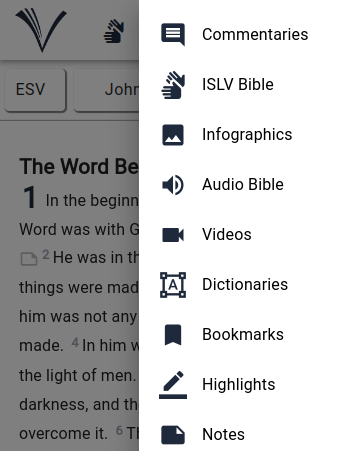 ESV
John
The Word Be
1 In the beginn
Word was with G
2 He was in th
things were mad
him was not any
made. 4 In him w
the light of men.
darkness, and th
overcome it. 6 Th
Commentaries
ISLV Bible
Infographics
Audio Bible
Videos
A
Dictionaries
Bookmarks
Highlights
Notes